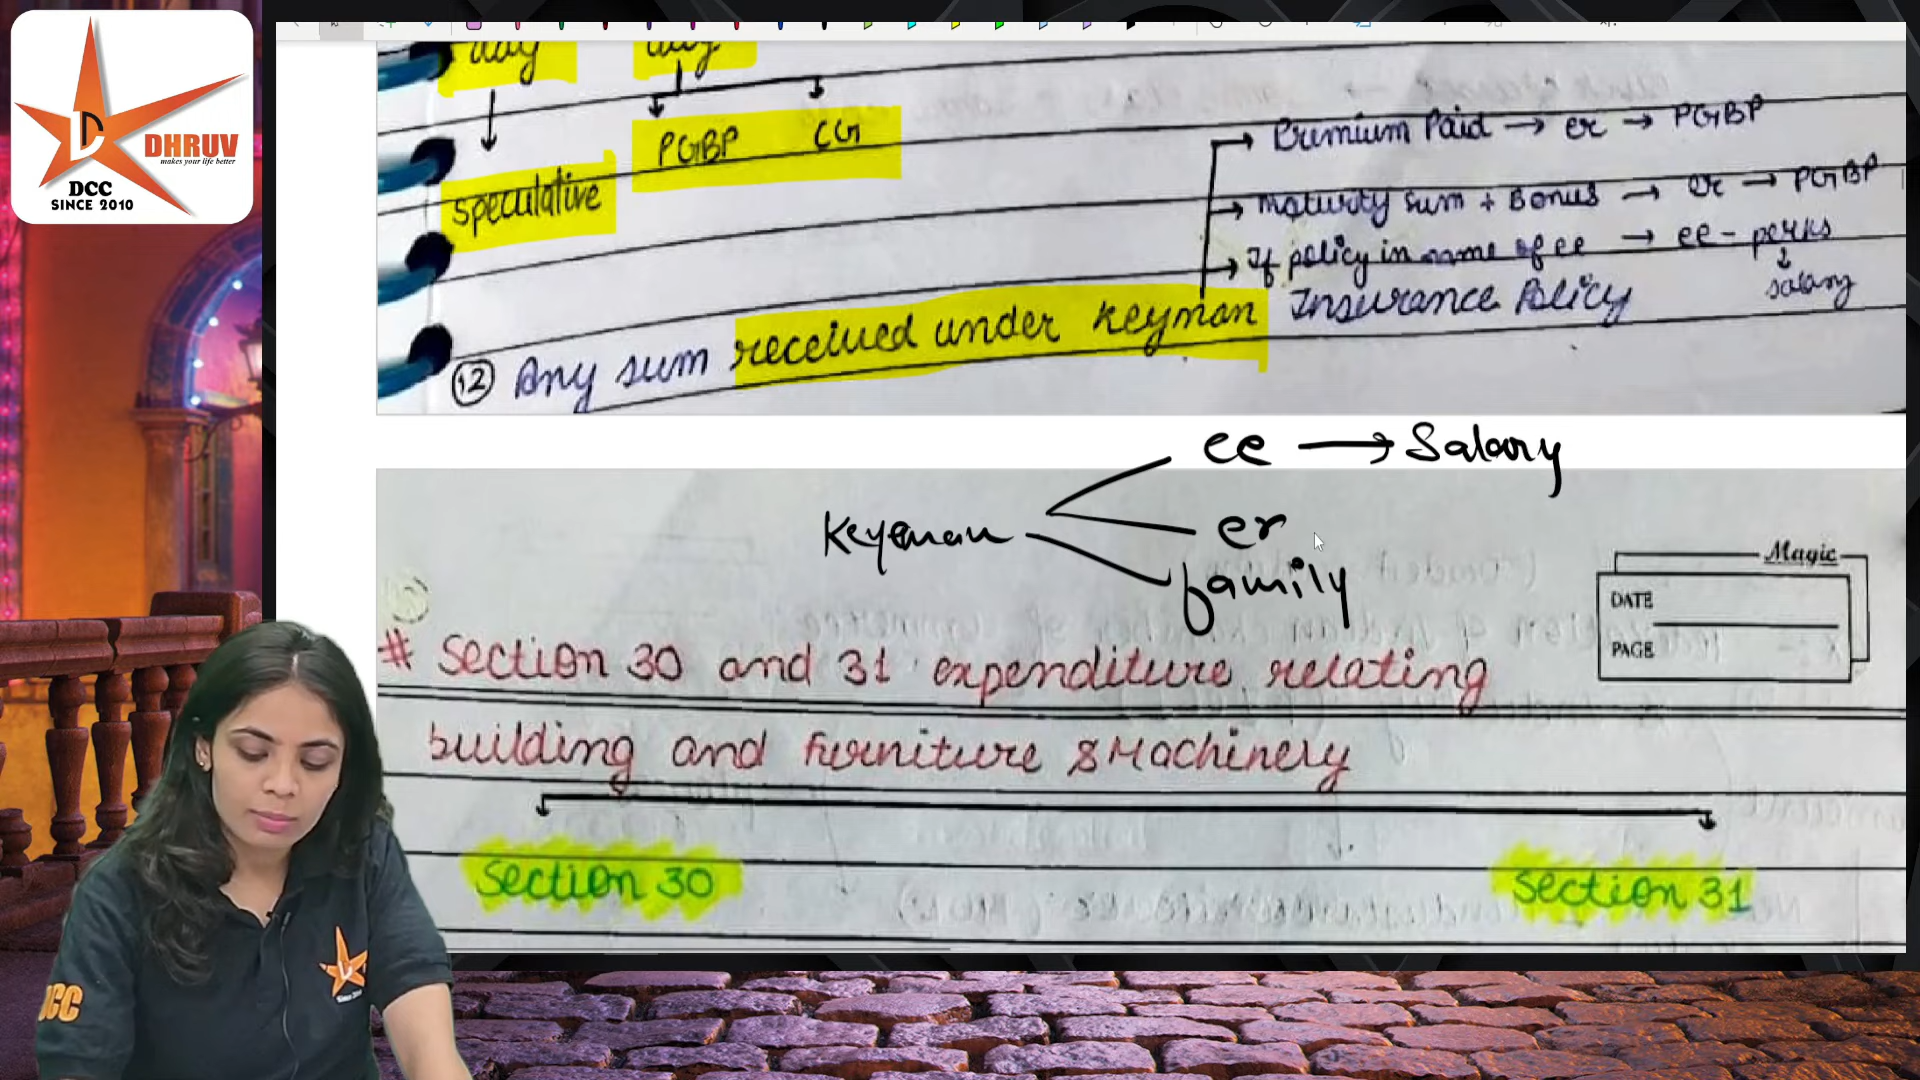 DHRUV
makes your life better
DCC
SINCE 2010
day
PGBP CG
speculative
Premium Paid → er → PGBP
Maturity sum + Bonus → er → PGBP
If policy in name of ee → ee - perks
salary
⑫ Any sum received under keyman Insurance Policy
ee → Salary
Keyeman
er
family
Magic
DATE
PAGE
# Section 30 and 31 expenditure relating
building and furniture & Machinery
Section 30
Section 31
DCC